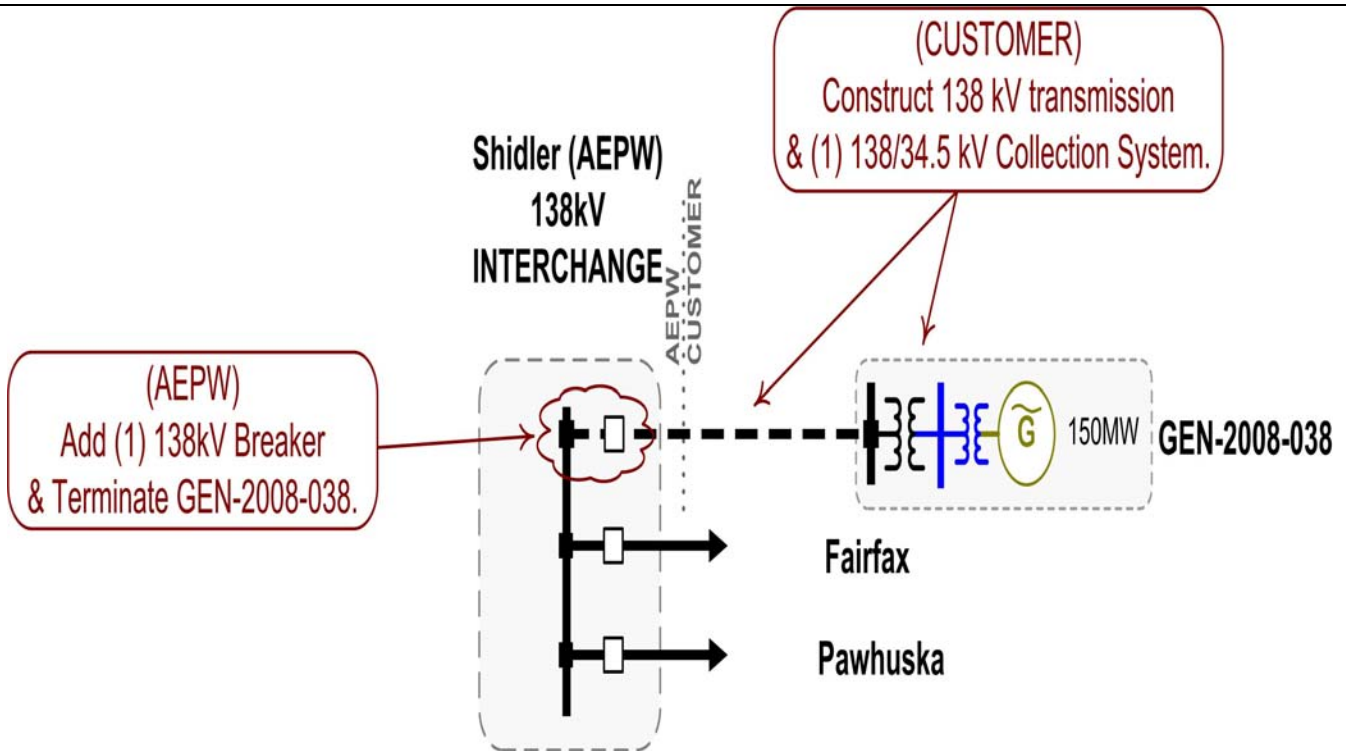 (CUSTOMER)
Construct 138 kV transmission
& (1) 138/34.5 kV Collection System.
Shidler (AEPW)
138kV
INTERCHANGE
AEPW
CUSTOMER
(AEPW)
Add (1) 138kV Breaker
& Terminate GEN-2008-038.
G
150MW
GEN-2008-038
Fairfax
Pawhuska